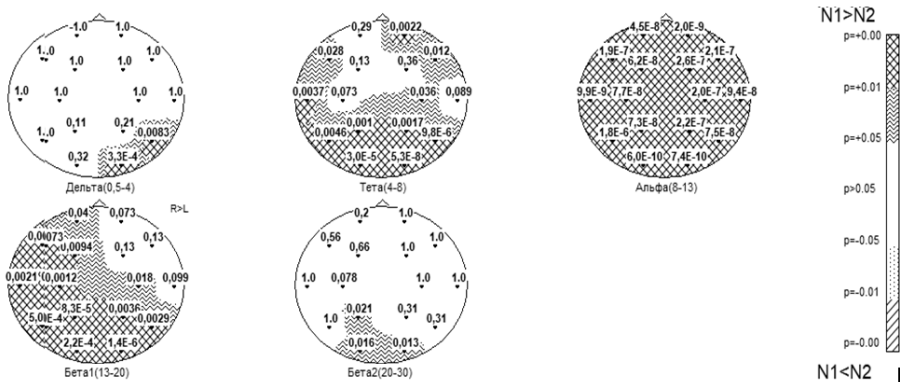 N1>N2
p=+0.00
p=+0.01
p=+0.05
p>0.05
p=-0.05
p=-0.01
p=-0.00
N1<N2
-1.0 1.0
1.0
1.0 1.0
1.0 1.0 1.0 1.0
0,11 0,21
0,0083
0,32 3,3E-4
Дельта(0,5-4)
0,29 0,0022
0,028 0,012
0,13 0,36
0,0037 0,073 0,036 0,089
0,001 0,0017
0,0046 9,8E-6
3,0E-5 5,3E-8
Тета(4-8)
4,5E-8 2,0E-9
1,9E-7 2,1E-7
6,2E-8 2,6E-7
9,9E-9 7,7E-8 2,0E-7 9,4E-8
7,3E-8 2,2E-7
1,8E-6 7,5E-8
6,0E-10 7,4E-10
Альфа(8-13)
0,04 0,073 R>L
0,13
0,0094 0,13
0,0021 0,0012 0,018 0,099
8,3E-5 0,0036
0,0029
2,2E-4 1,4E-6
Бета1(13-20)
0,2 1.0
0,56 1.0
0,66 1.0
1.0 0,078 1.0 1.0
0,021 0,31
1.0 0,31
0,016 0,013
Бета2(20-30)